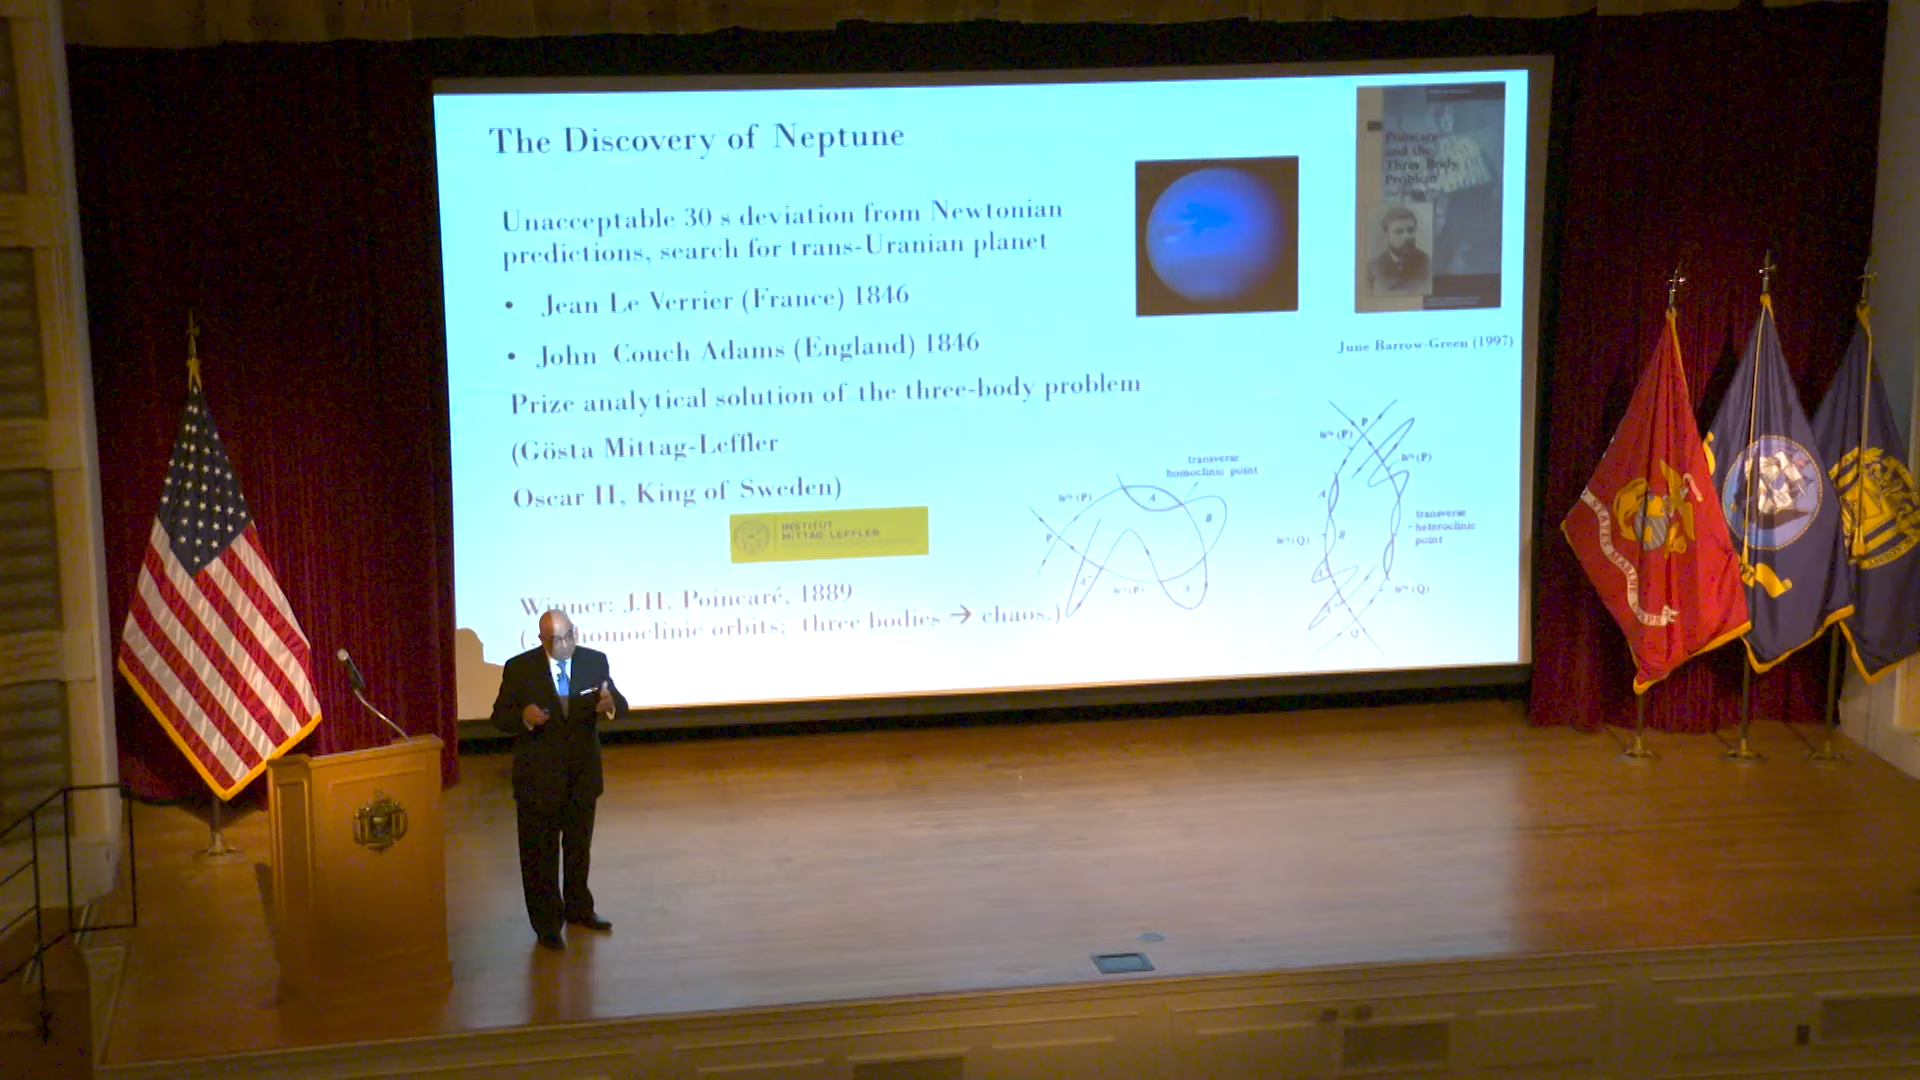 The Discovery of Neptune
Unacceptable 30 s deviation from Newtonian
predictions, search for trans-Uranian planet
• Jean Le Verrier (France) 1846
• John Couch Adams (England) 1846
Prize analytical solution of the three-body problem
(Gösta Mittag-Leffler
Oscar II, King of Sweden)
INSTITUT
MITTAG-LEFFLER
Winner: J.H. Poincaré, 1889
homoclinic orbits; three bodies → chaos.)
Poincaré
and the
Three Body
Problem
June Barrow-Green (1997)
transverse
homoclinic point
P
A
B
A
transverse
heteroclinic
point
P
A
B
Q